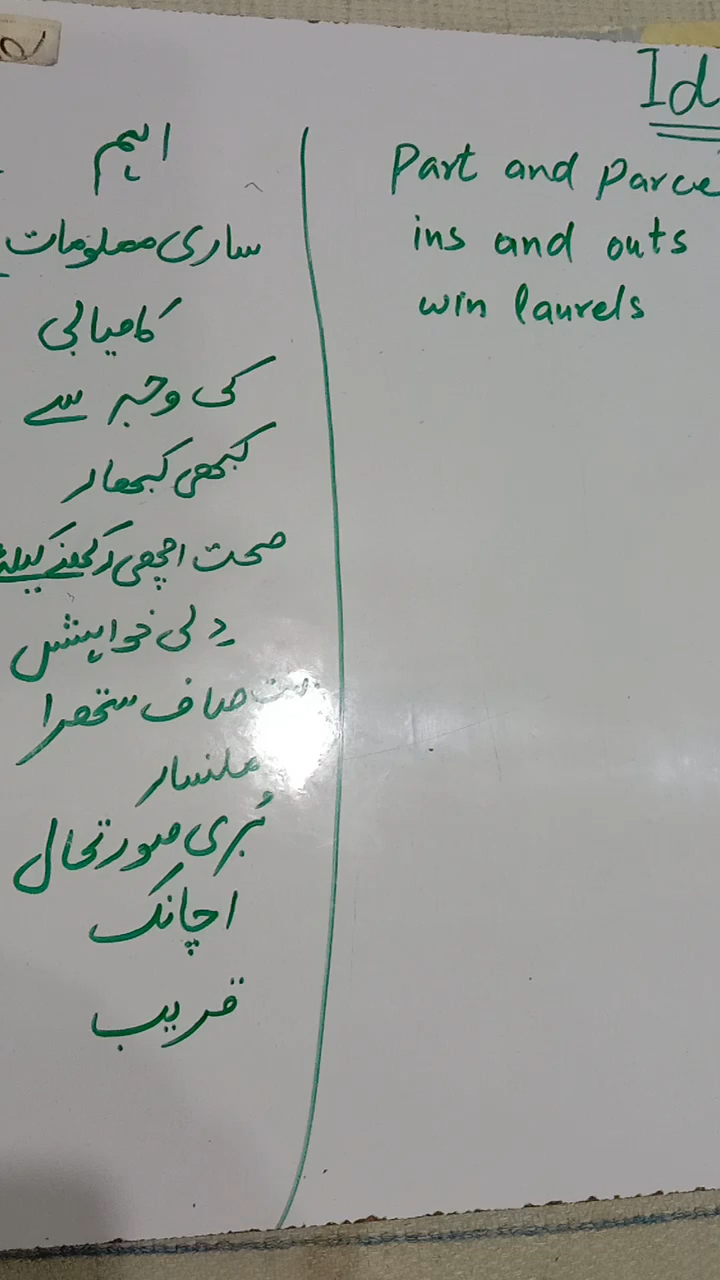 Id
اہم
ساری معلومات
کامیابی
کی وجہ سے
کبھی کبھار
صحت اچھی رکھنے کیلئے
دلی خواہش
صاف ستھرا
ملنسار
بُری صورتحال
اچانک
قریب
Part and Parce
ins and outs
win laurels